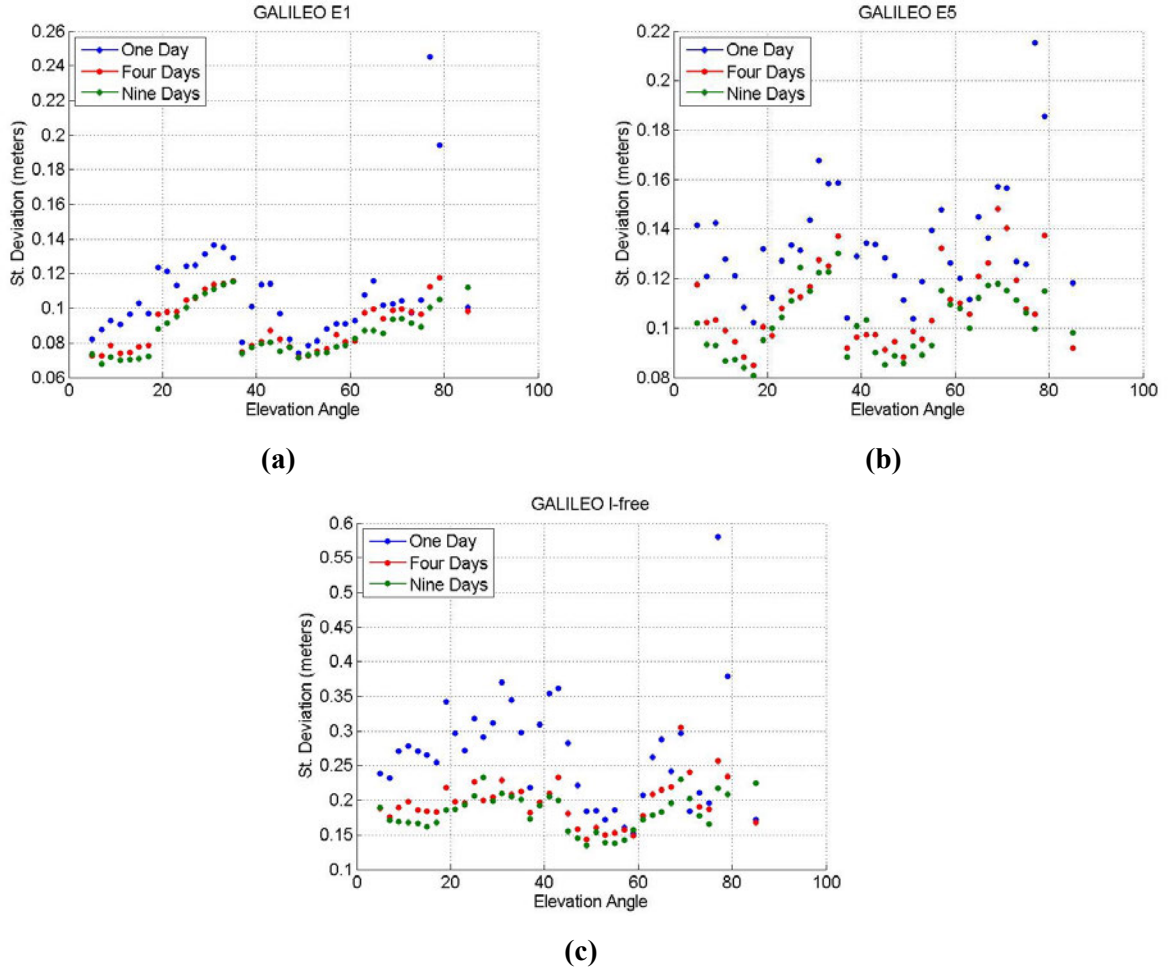 GALILEO E1
0.26
0.24
0.22
0.2
0.18
0.16
0.14
0.12
0.1
0.08
0.06
St. Deviation (meters)
One Day
Four Days
Nine Days
0 20 40 60 80 100
Elevation Angle
(a)
GALILEO E5
0.22
0.2
0.18
0.16
0.14
0.12
0.1
0.08
St. Deviation (meters)
One Day
Four Days
Nine Days
0 20 40 60 80 100
Elevation Angle
(b)
GALILEO I-free
0.6
0.55
0.5
0.45
0.4
0.35
0.3
0.25
0.2
0.15
0.1
St. Deviation (meters)
One Day
Four Days
Nine Days
0 20 40 60 80 100
Elevation Angle
(c)